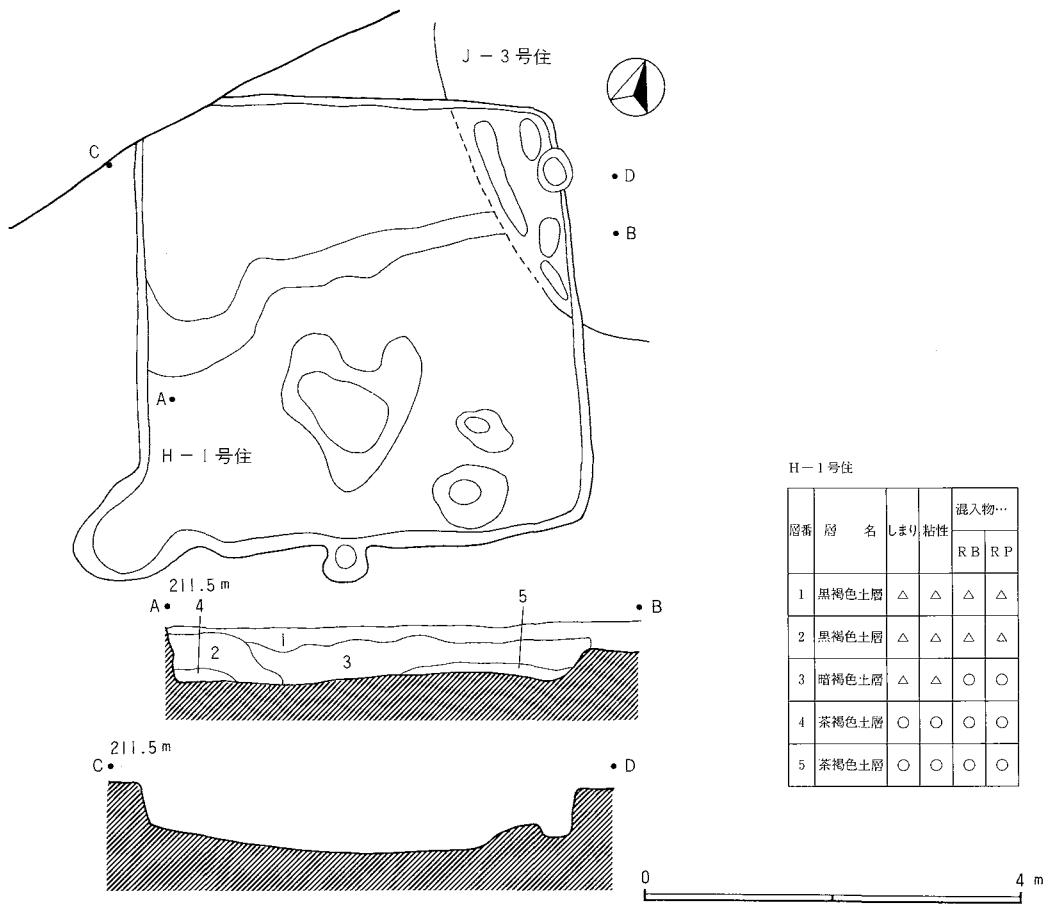 J－3号住
C
D
B
A
H－1号住
211.5m
A 4 5 B
1
2 3
211.5m
C D
H－1号住
層番 層名 しまり 粘性 混入物…
RB RP
1 黒褐色土層 △ △ △ △
2 黒褐色土層 △ △ △ △
3 暗褐色土層 △ △ ○ ○
4 茶褐色土層 ○ ○ ○ ○
5 茶褐色土層 ○ ○ ○ ○
0 4 m